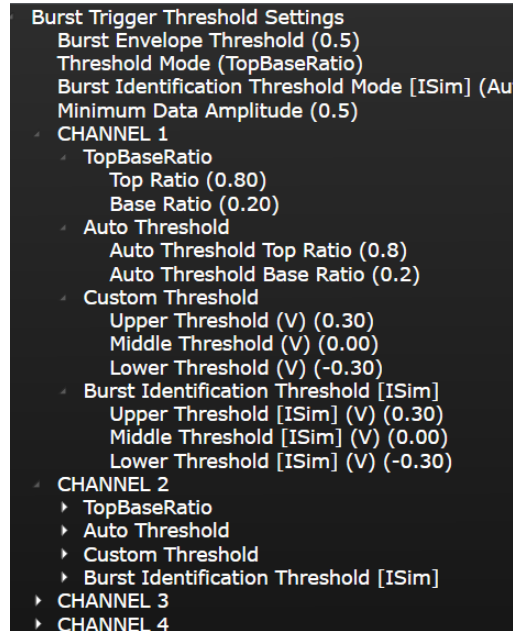 Burst Trigger Threshold Settings
Burst Envelope Threshold (0.5)
Threshold Mode (TopBaseRatio)
Burst Identification Threshold Mode [ISim] (Au
Minimum Data Amplitude (0.5)
CHANNEL 1
TopBaseRatio
Top Ratio (0.80)
Base Ratio (0.20)
Auto Threshold
Auto Threshold Top Ratio (0.8)
Auto Threshold Base Ratio (0.2)
Custom Threshold
Upper Threshold (V) (0.30)
Middle Threshold (V) (0.00)
Lower Threshold (V) (-0.30)
Burst Identification Threshold [ISim]
Upper Threshold [ISim] (V) (0.30)
Middle Threshold [ISim] (V) (0.00)
Lower Threshold [ISim] (V) (-0.30)
CHANNEL 2
TopBaseRatio
Auto Threshold
Custom Threshold
Burst Identification Threshold [ISim]
CHANNEL 3
CHANNEL 4